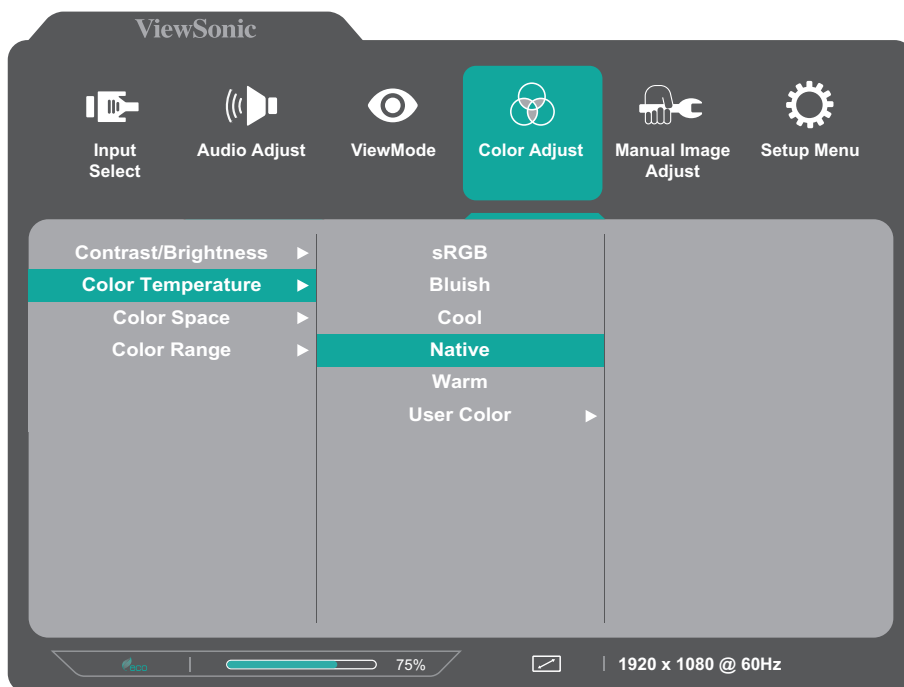 ViewSonic
Input Select
Audio Adjust
ViewMode
Color Adjust
Manual Image Adjust
Setup Menu
Contrast/Brightness
Color Temperature
Color Space
Color Range
sRGB
Bluish
Cool
Native
Warm
User Color
eco
75%
1920 x 1080 @ 60Hz